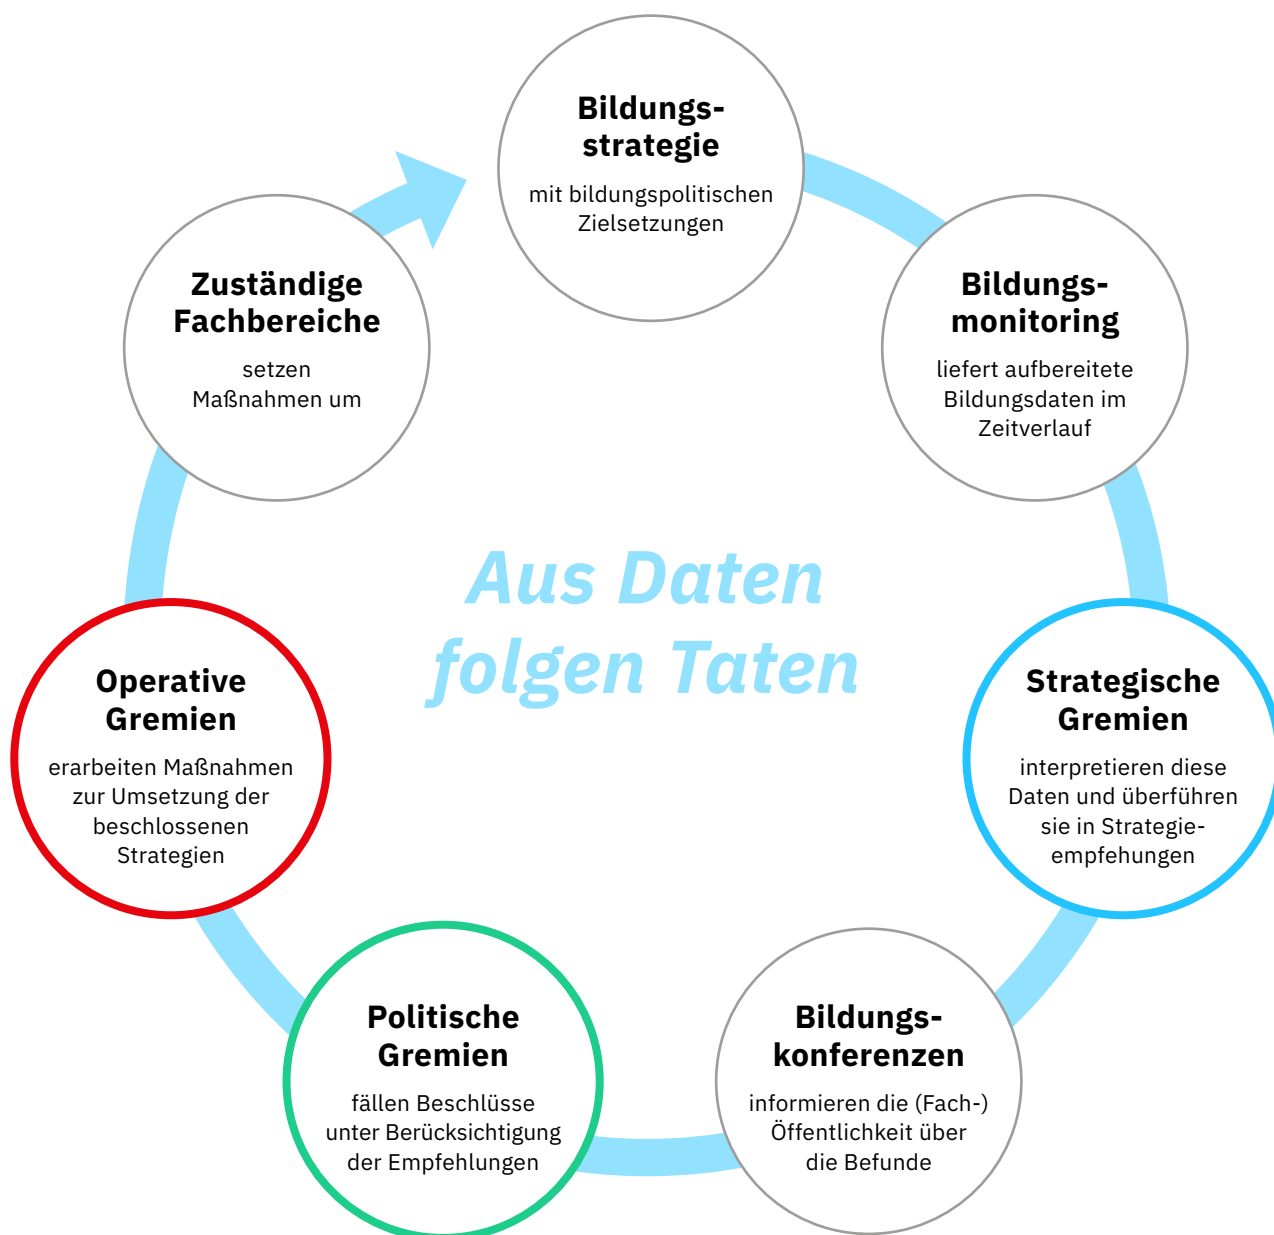 Bildungs-
strategie
mit bildungspolitischen
Zielsetzungen
Bildungs-
monitoring
liefert aufbereitete
Bildungsdaten im
Zeitverlauf
Strategische
Gremien
interpretieren diese
Daten und überführen
sie in Strategie-
empfehungen
Bildungs-
konferenzen
informieren die (Fach-)
Öffentlichkeit über
die Befunde
Politische
Gremien
fällen Beschlüsse
unter Berücksichtigung
der Empfehlungen
Operative
Gremien
erarbeiten Maßnahmen
zur Umsetzung der
beschlossenen
Strategien
Zuständige
Fachbereiche
setzen
Maßnahmen um
Aus Daten
folgen Taten